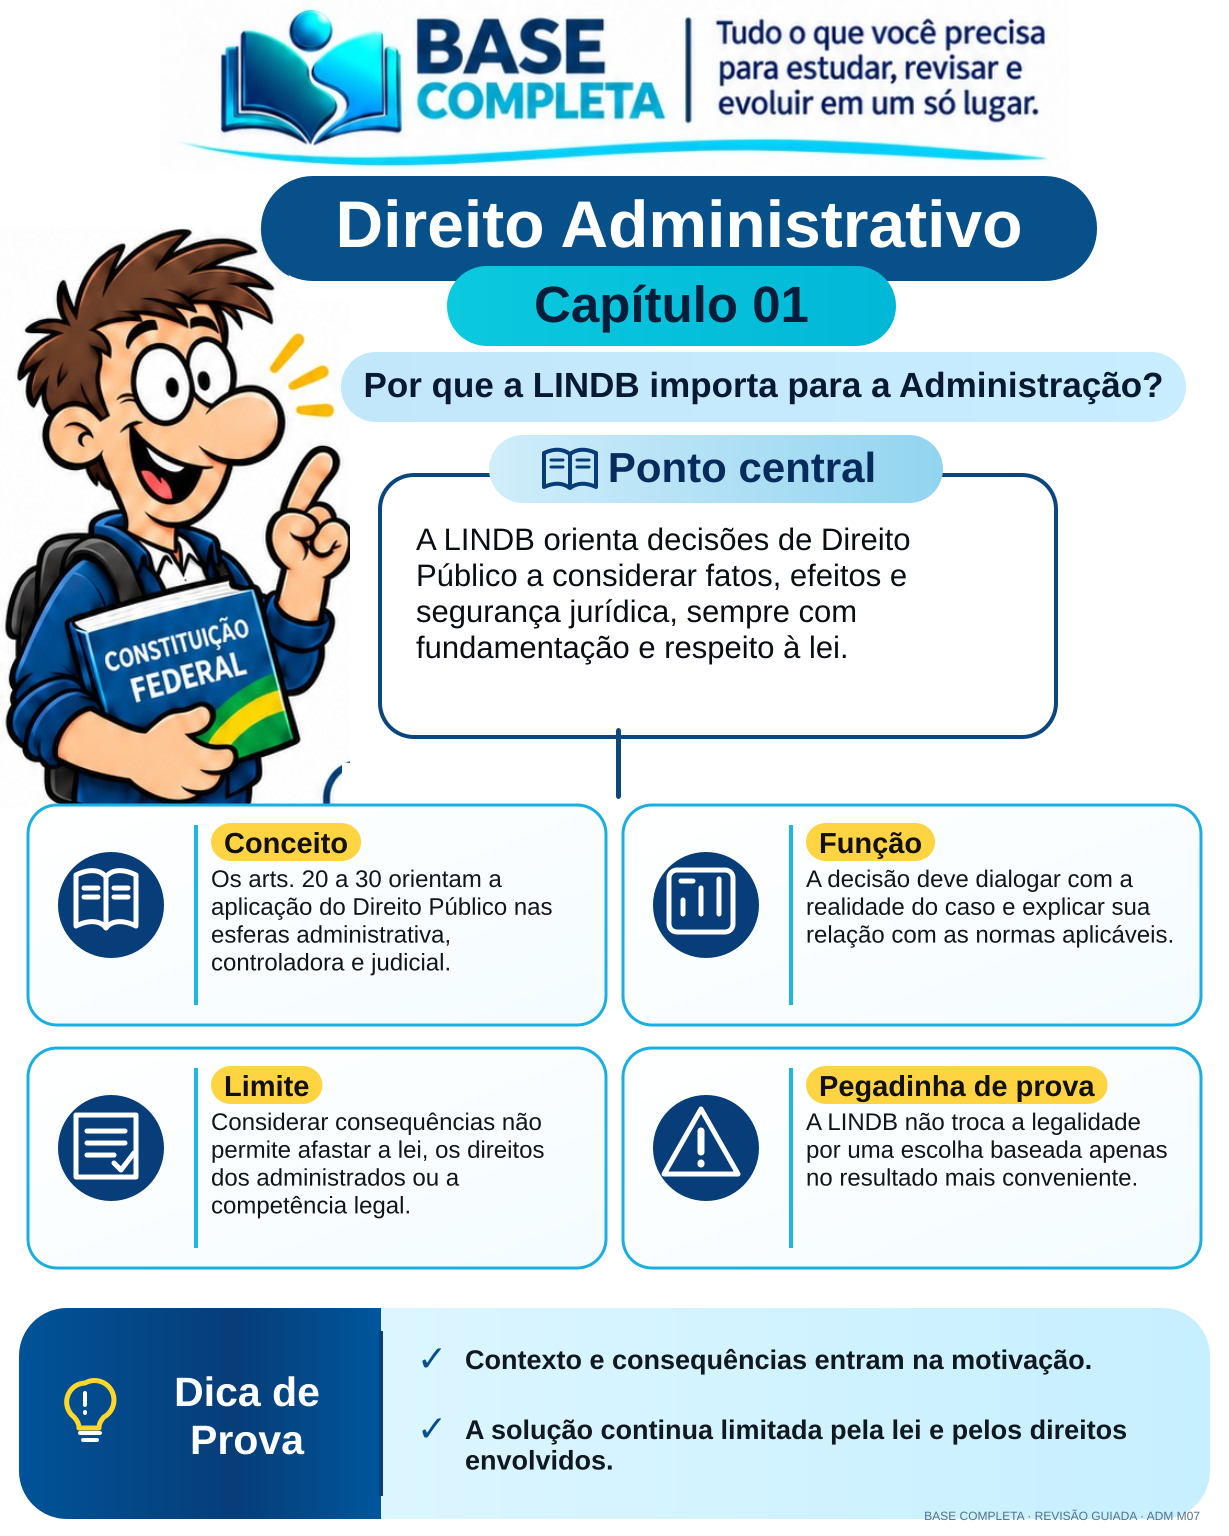 BASE
COMPLETA
Tudo o que você precisa
para estudar, revisar e
evoluir em um só lugar.
Direito Administrativo
Capítulo 01
Por que a LINDB importa para a Administração?
Ponto central
A LINDB orienta decisões de Direito
Público a considerar fatos, efeitos e
segurança jurídica, sempre com
fundamentação e respeito à lei.
CONSTITUIÇÃO
FEDERAL
Conceito
Os arts. 20 a 30 orientam a
aplicação do Direito Público nas
esferas administrativa,
controladora e judicial.
Função
A decisão deve dialogar com a
realidade do caso e explicar sua
relação com as normas aplicáveis.
Limite
Considerar consequências não
permite afastar a lei, os direitos
dos administrados ou a
competência legal.
Pegadinha de prova
A LINDB não troca a legalidade
por uma escolha baseada apenas
no resultado mais conveniente.
Dica de
Prova
✓ Contexto e consequências entram na motivação.
✓ A solução continua limitada pela lei e pelos direitos
envolvidos.
BASE COMPLETA · REVISÃO GUIADA · ADM M07